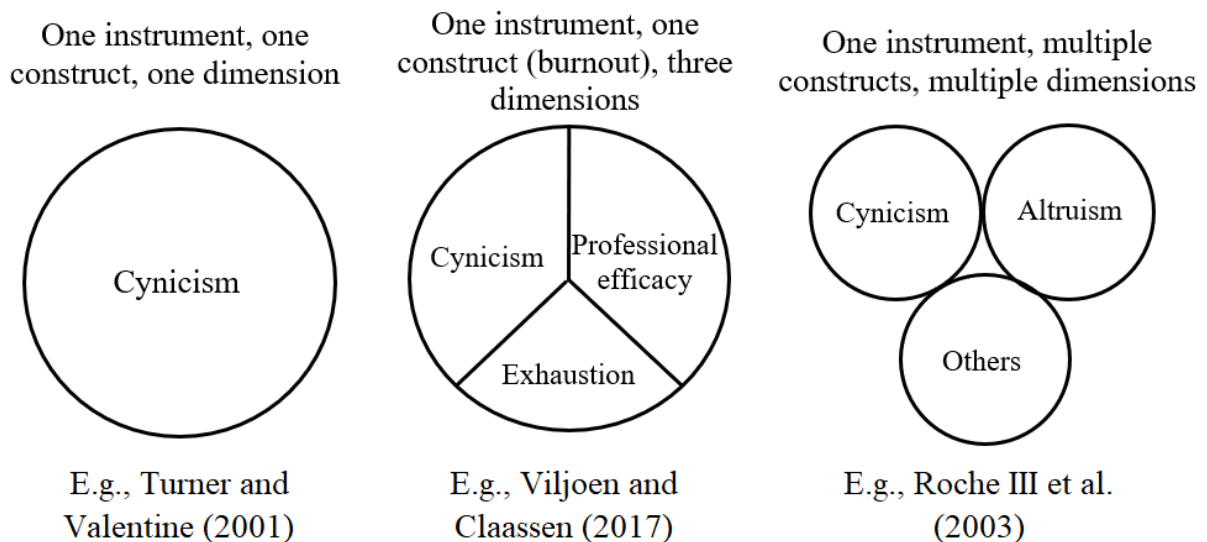 One instrument, one
construct, one dimension
Cynicism
E.g., Turner and
Valentine (2001)
One instrument, one
construct (burnout), three
dimensions
Cynicism
Professional
efficacy
Exhaustion
E.g., Viljoen and
Claassen (2017)
One instrument, multiple
constructs, multiple dimensions
Cynicism
Altruism
Others
E.g., Roche III et al.
(2003)